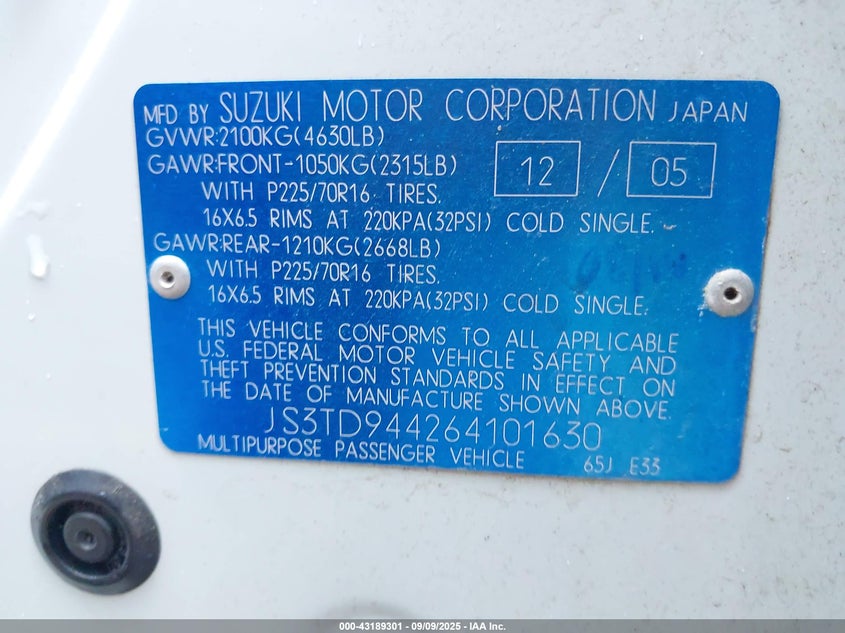 MFD BY SUZUKI MOTOR CORPORATION JAPAN
GVWR:2100KG(4630LB)
GAWR:FRONT-1050KG(2315LB) 12 / 05
WITH P225/70R16 TIRES.
16X6.5 RIMS AT 220KPA(32PSI) COLD SINGLE.
GAWR:REAR-1210KG(2668LB)
WITH P225/70R16 TIRES.
16X6.5 RIMS AT 220KPA(32PSI) COLD SINGLE.
THIS VEHICLE CONFORMS TO ALL APPLICABLE
U.S. FEDERAL MOTOR VEHICLE SAFETY AND
THEFT PREVENTION STANDARDS IN EFFECT ON
THE DATE OF MANUFACTURE SHOWN ABOVE.
JS3TD944264101630
MULTIPURPOSE PASSENGER VEHICLE 65J E33
000-43189301 - 09/09/2025 - IAA Inc.